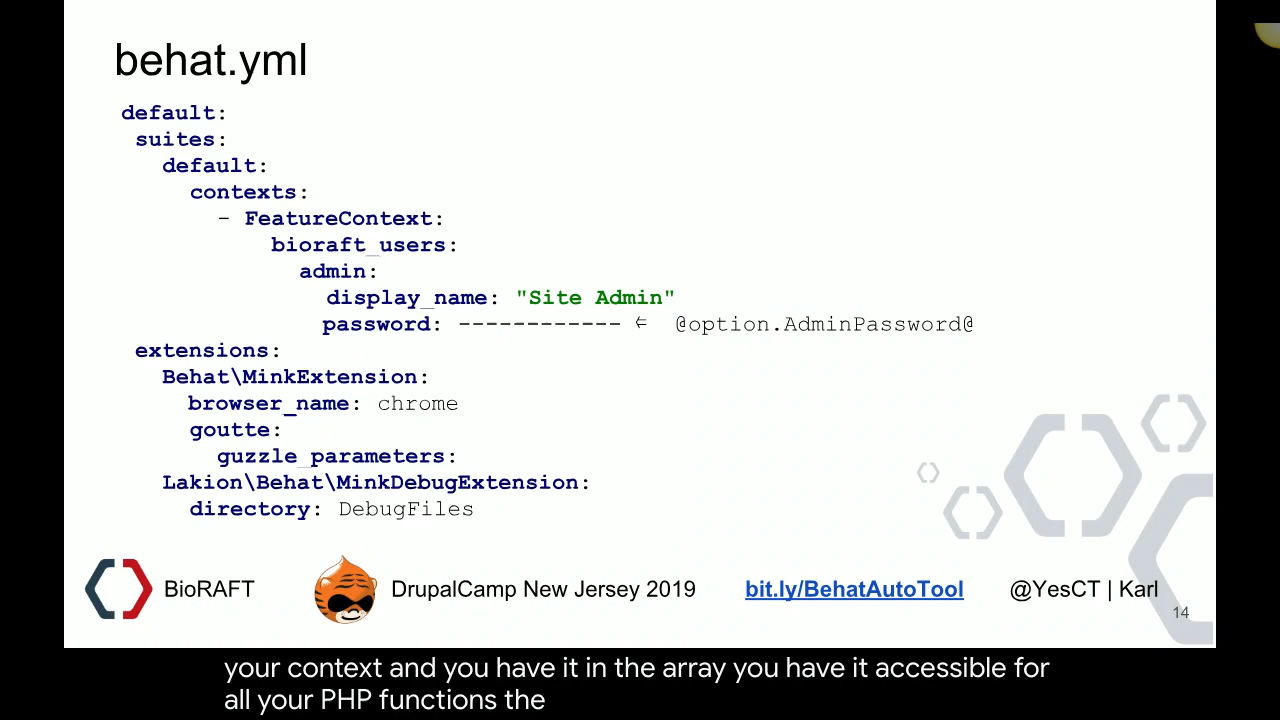 behat.yml
default:
suites:
default:
contexts:
- FeatureContext:
bioraft_users:
admin:
display_name: "Site Admin"
password: ------------ ⇐ @option.AdminPassword@
extensions:
Behat\MinkExtension:
browser_name: chrome
goutte:
guzzle_parameters:
Lakion\Behat\MinkDebugExtension:
directory: DebugFiles
BioRAFT DrupalCamp New Jersey 2019 bit.ly/BehatAutoTool @YesCT | Karl
14
your context and you have it in the array you have it accessible for
all your PHP functions the